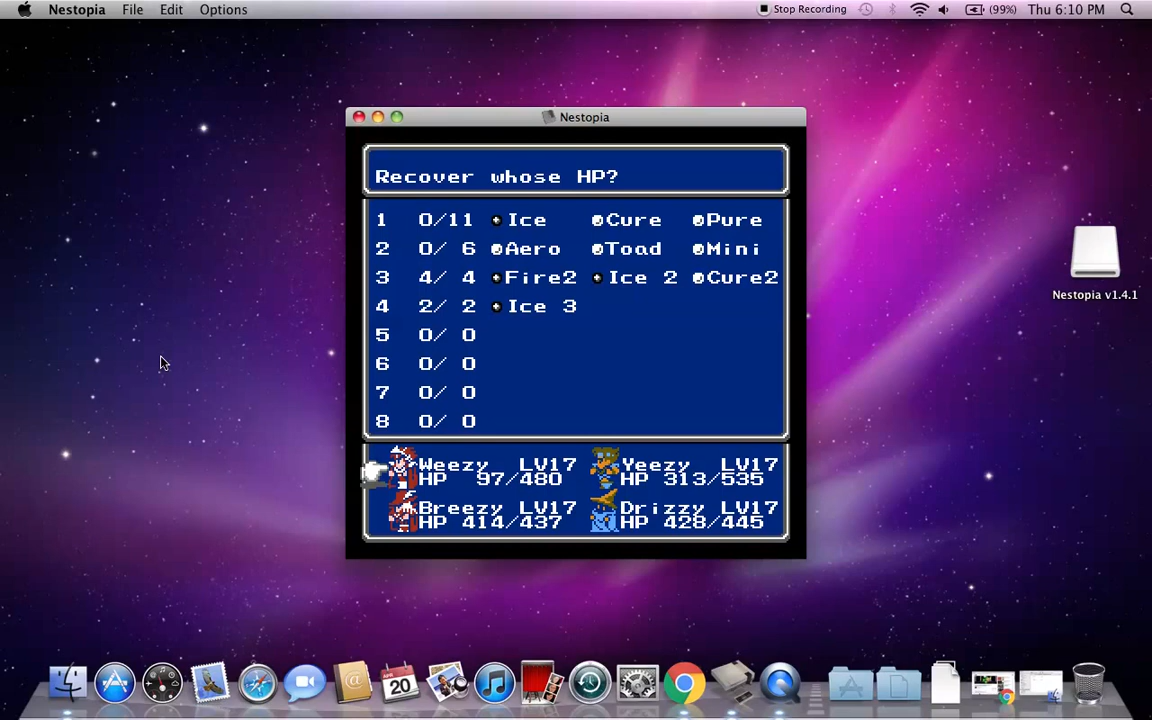 Nestopia File Edit Options Stop Recording (99%) Thu 6:10 PM
Nestopia
Recover whose HP?
1 0/11 Ice Cure Pure
2 0/ 6 Aero Toad Mini
3 4/ 4 Fire2 Ice 2 Cure2
4 2/ 2 Ice 3
5 0/ 0
6 0/ 0
7 0/ 0
8 0/ 0
Weezy LV17 Yeezy LV17
HP 97/480 HP 313/535
Breezy LV17 Drizzy LV17
HP 414/437 HP 428/445
Nestopia v1.4.1
20